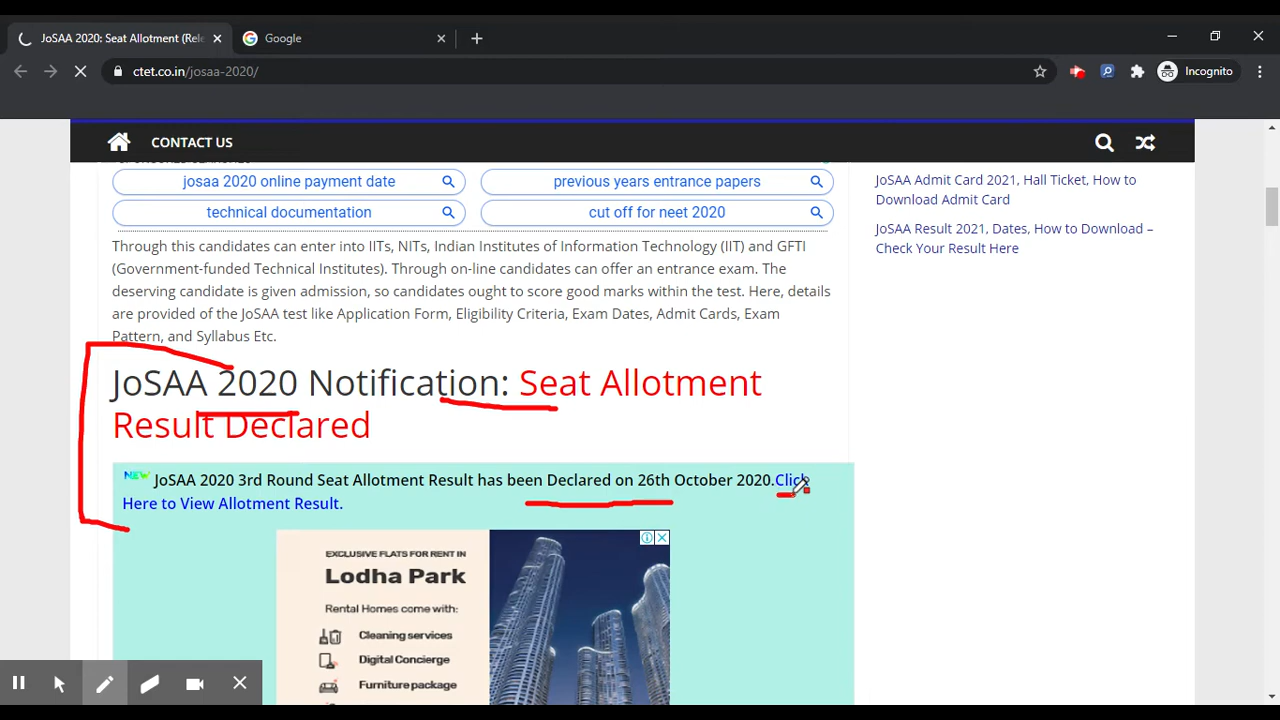 JoSAA 2020: Seat Allotment (Rele
Google
ctet.co.in/josaa-2020/
Incognito
CONTACT US
josaa 2020 online payment date
previous years entrance papers
technical documentation
cut off for neet 2020
Through this candidates can enter into IITs, NITs, Indian Institutes of Information Technology (IIT) and GFTI
(Government-funded Technical Institutes). Through on-line candidates can offer an entrance exam. The
deserving candidate is given admission, so candidates ought to score good marks within the test. Here, details
are provided of the JoSAA test like Application Form, Eligibility Criteria, Exam Dates, Admit Cards, Exam
Pattern, and Syllabus Etc.
JoSAA 2020 Notification: Seat Allotment
Result Declared
NEW JoSAA 2020 3rd Round Seat Allotment Result has been Declared on 26th October 2020.Click
Here to View Allotment Result.
EXCLUSIVE FLATS FOR RENT IN
Lodha Park
Rental Homes come with:
Cleaning services
Digital Concierge
Furniture package
JoSAA Admit Card 2021, Hall Ticket, How to
Download Admit Card
JoSAA Result 2021, Dates, How to Download –
Check Your Result Here